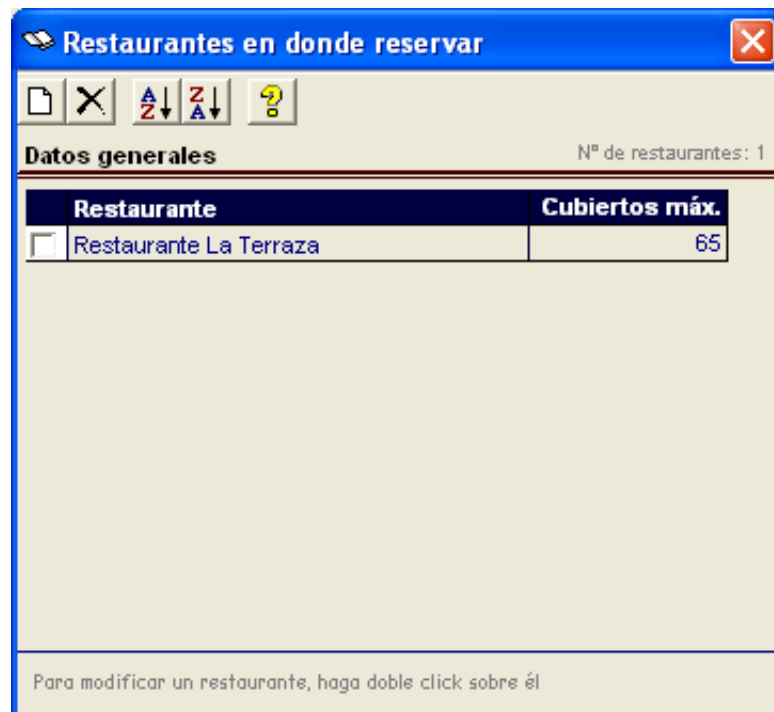 Restaurantes en donde reservar
Datos generales
Nº de restaurantes: 1
Restaurante Cubiertos máx.
Restaurante La Terraza 65
Para modificar un restaurante, haga doble click sobre él